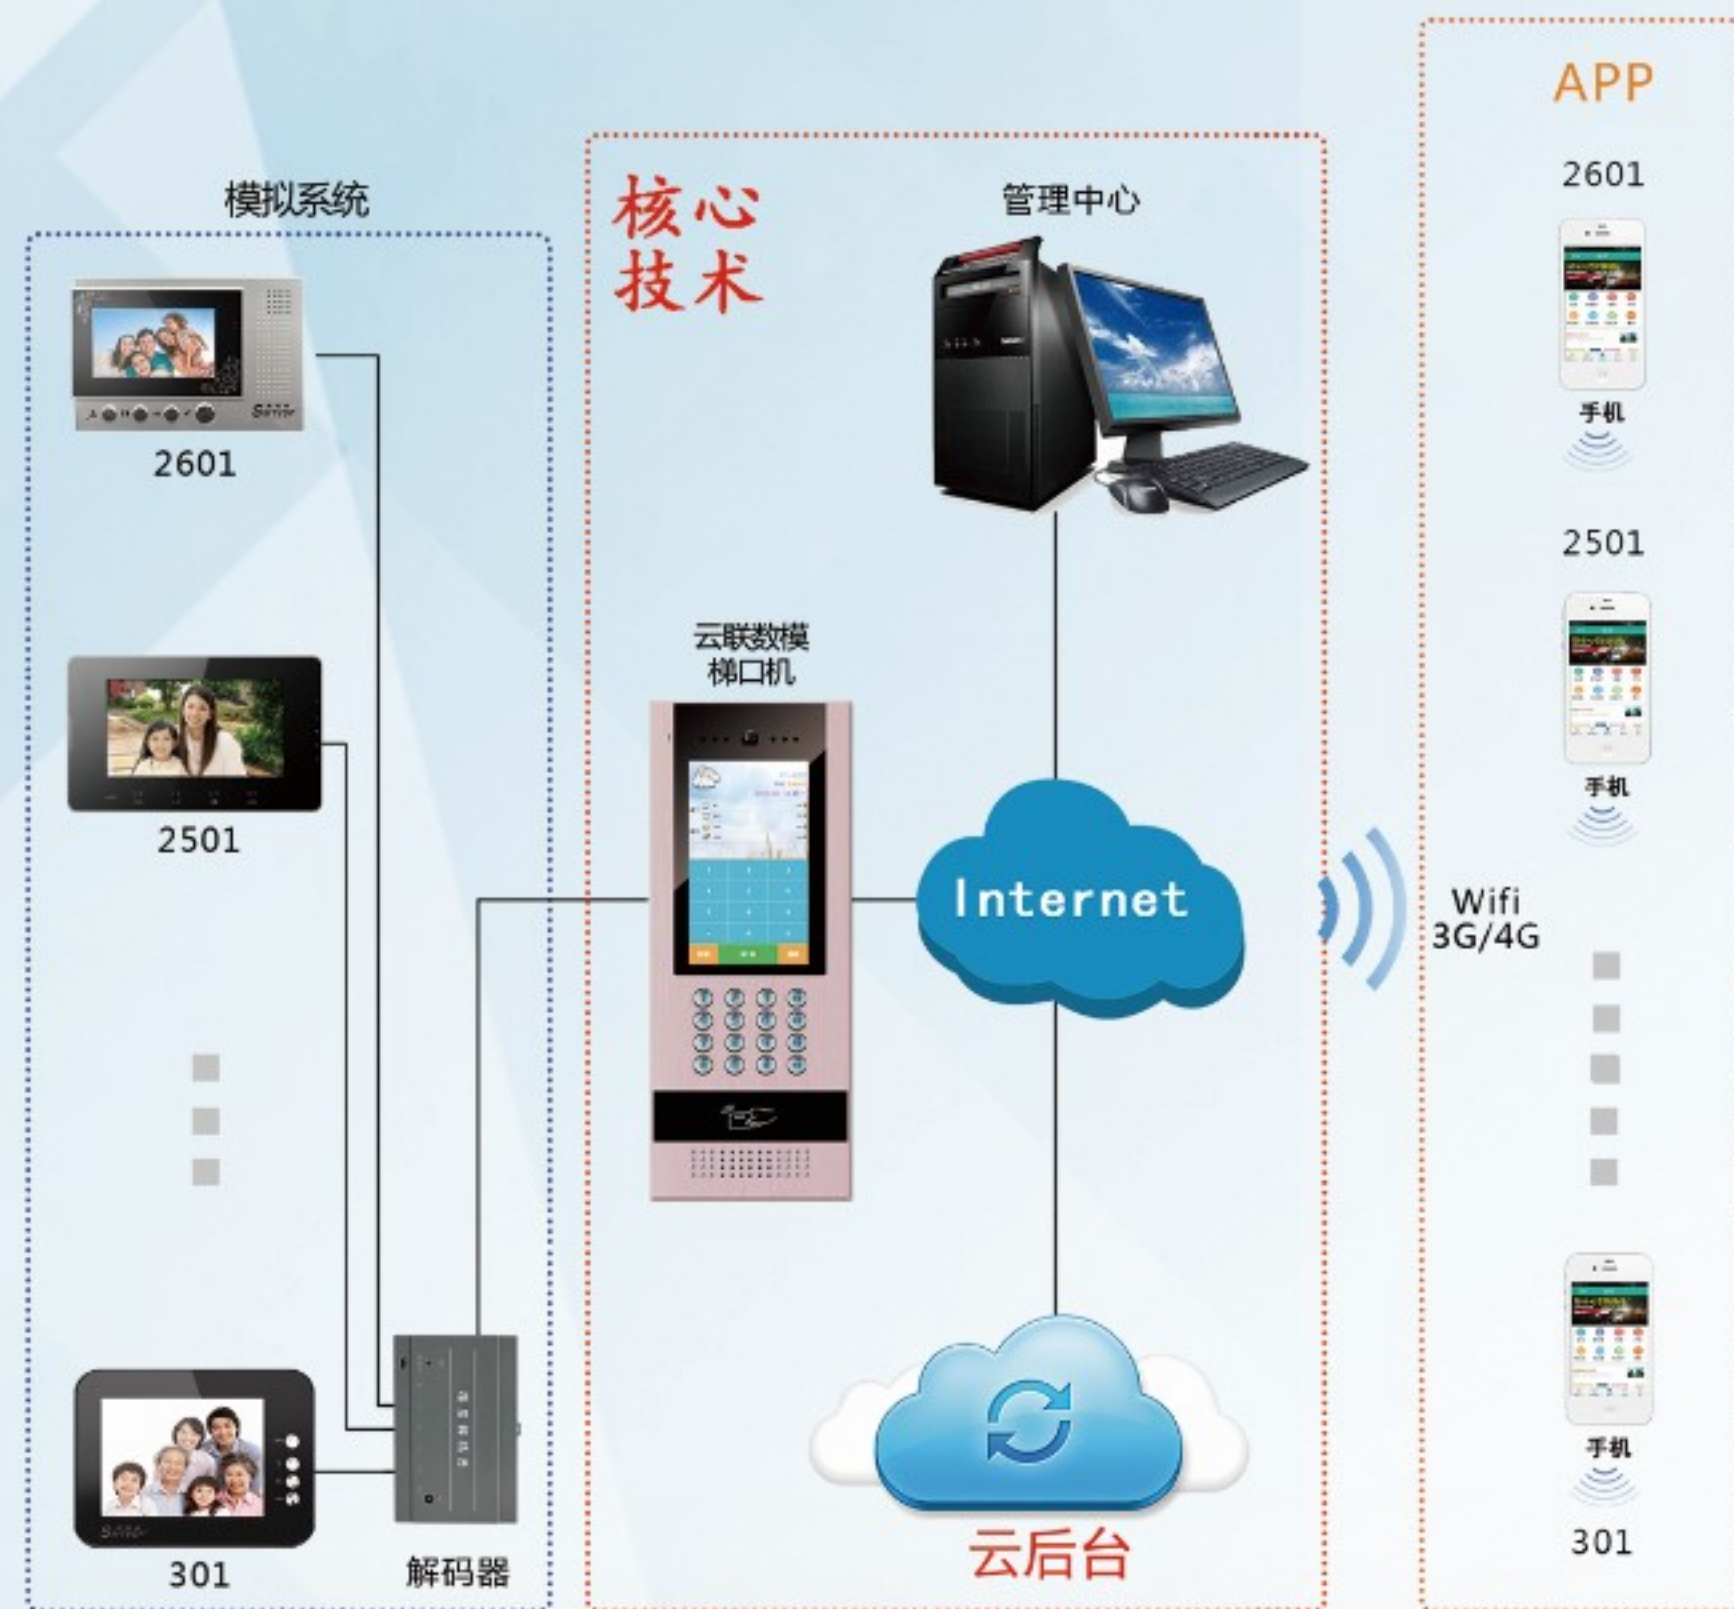 模拟系统
2601
2501
301
解码器
核心
技术
管理中心
云联数模
梯口机
Internet
云后台
Wifi
3G/4G
APP
2601
手机
2501
手机
手机
301